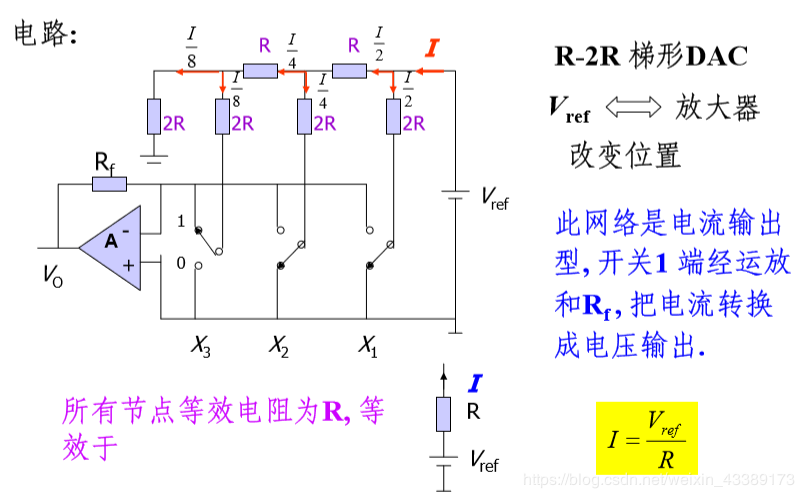 电路:
I/8
R
I/4
R
I/2
I
I/8
I/4
I/2
2R
2R
2R
2R
Rf
A
-
+
VO
1
0
X3
X2
X1
Vref
R-2R 梯形DAC
Vref 放大器
改变位置
此网络是电流输出
型, 开关1 端经运放
和Rf , 把电流转换
成电压输出.
所有节点等效电阻为R, 等
效于
I
R
Vref
I = Vref/R
https://blog.csdn.net/weixin_43389173